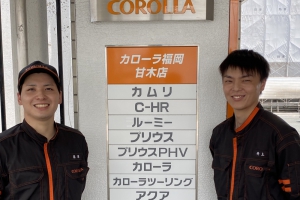 COROLLA
カローラ福岡
甘木店
カムリ
C-HR
ルーミー
プリウス
プリウスPHV
カローラ
カローラツーリング
アクア